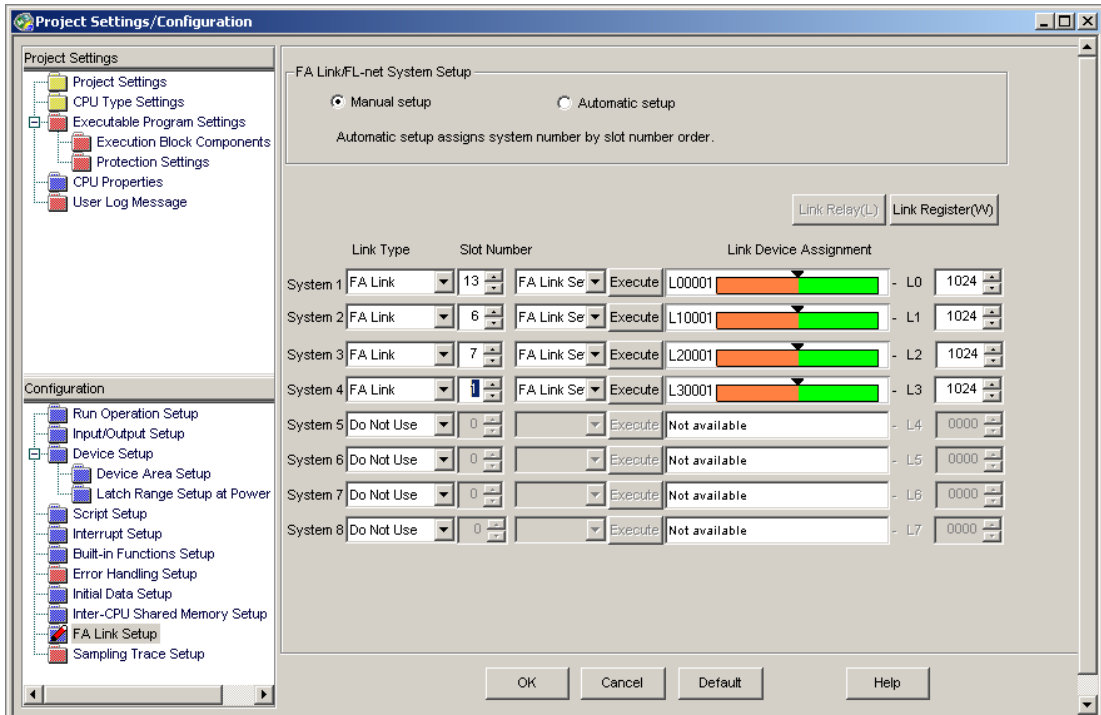 Project Settings/Configuration
Project Settings
Project Settings
CPU Type Settings
Executable Program Settings
Execution Block Components
Protection Settings
CPU Properties
User Log Message
Configuration
Run Operation Setup
Input/Output Setup
Device Setup
Device Area Setup
Latch Range Setup at Power
Script Setup
Interrupt Setup
Built-in Functions Setup
Error Handling Setup
Initial Data Setup
Inter-CPU Shared Memory Setup
FA Link Setup
Sampling Trace Setup
FA Link/FL-net System Setup
Manual setup Automatic setup
Automatic setup assigns system number by slot number order.
Link Relay(L) Link Register(W)
Link Type Slot Number Link Device Assignment
System 1 FA Link 13 FA Link Se Execute L00001 - L0 1024
System 2 FA Link 6 FA Link Se Execute L10001 - L1 1024
System 3 FA Link 7 FA Link Se Execute L20001 - L2 1024
System 4 FA Link 1 FA Link Se Execute L30001 - L3 1024
System 5 Do Not Use 0 Execute Not available - L4 0000
System 6 Do Not Use 0 Execute Not available - L5 0000
System 7 Do Not Use 0 Execute Not available - L6 0000
System 8 Do Not Use 0 Execute Not available - L7 0000
OK Cancel Default Help